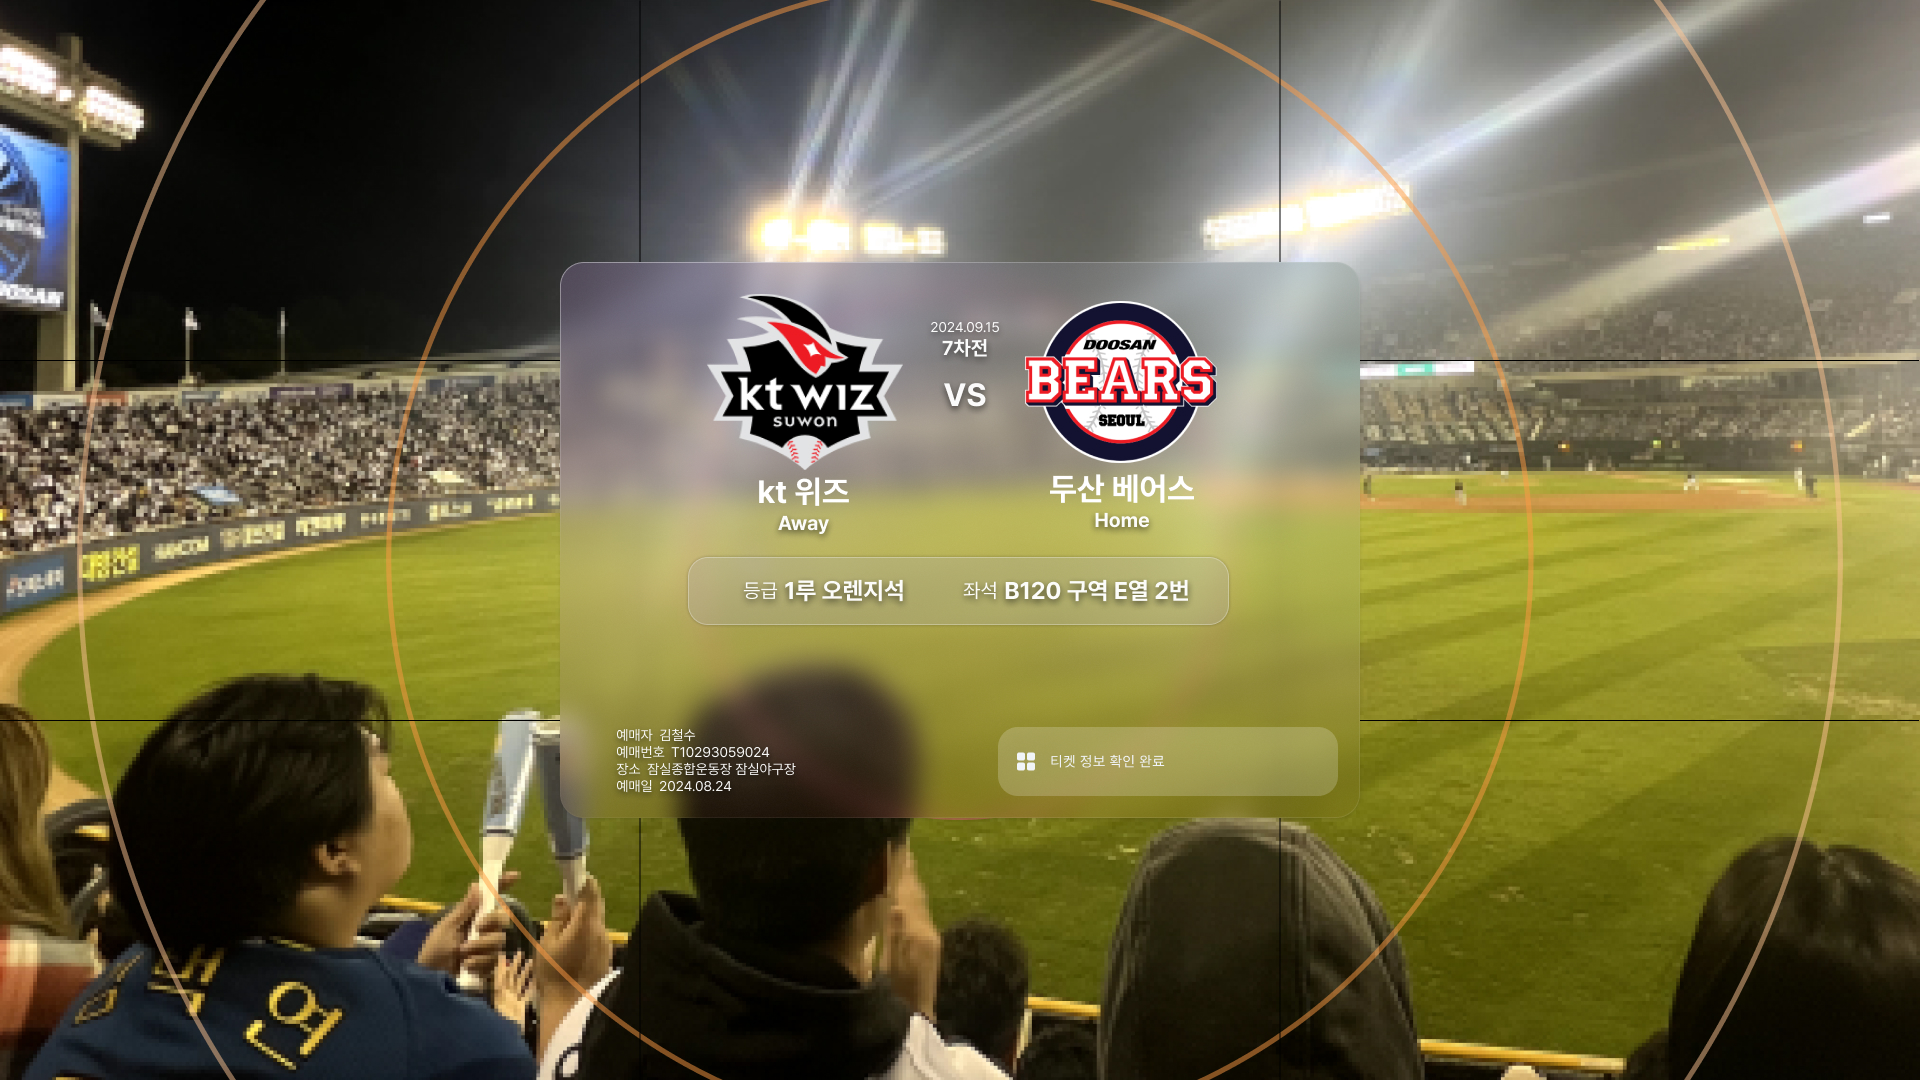 DOOSAN
kt wiz
suwon
2024.09.15
7차전
VS
DOOSAN
BEARS
SEOUL
kt 위즈
Away
두산 베어스
Home
등급 1루 오렌지석
좌석 B120 구역 E열 2번
예매자 김철수
예매번호 T10293059024
장소 잠실종합운동장 잠실야구장
예매일 2024.08.24
티켓 정보 확인 완료